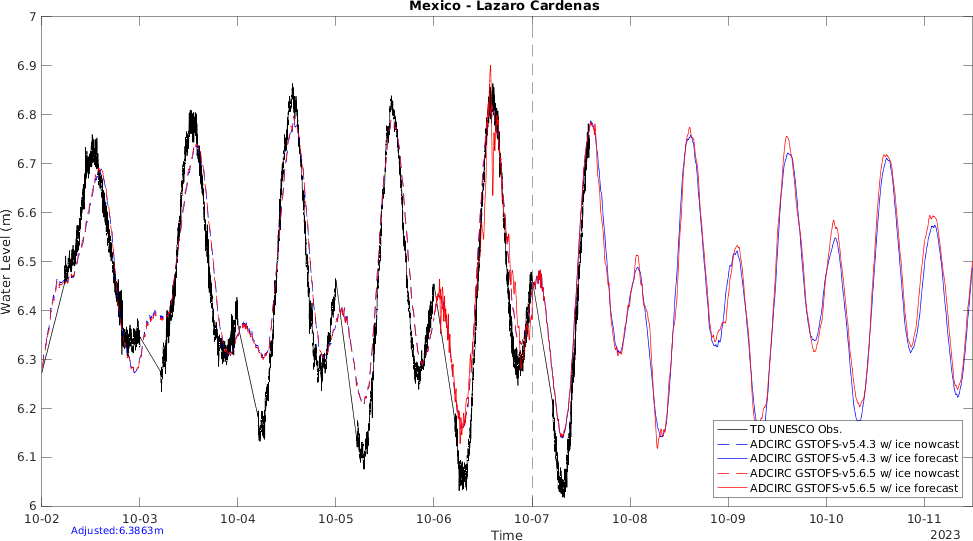 Mexico - Lazaro Cardenas
7
6.9
6.8
6.7
6.6
6.5
6.4
6.3
6.2
6.1
6
Water Level (m)
TD UNESCO Obs.
ADCIRC GSTOFS-v5.4.3 w/ ice nowcast
ADCIRC GSTOFS-v5.4.3 w/ ice forecast
ADCIRC GSTOFS-v5.6.5 w/ ice nowcast
ADCIRC GSTOFS-v5.6.5 w/ ice forecast
10-02 10-03 10-04 10-05 10-06 10-07 10-08 10-09 10-10 10-11
Adjusted:6.3863m
Time
2023